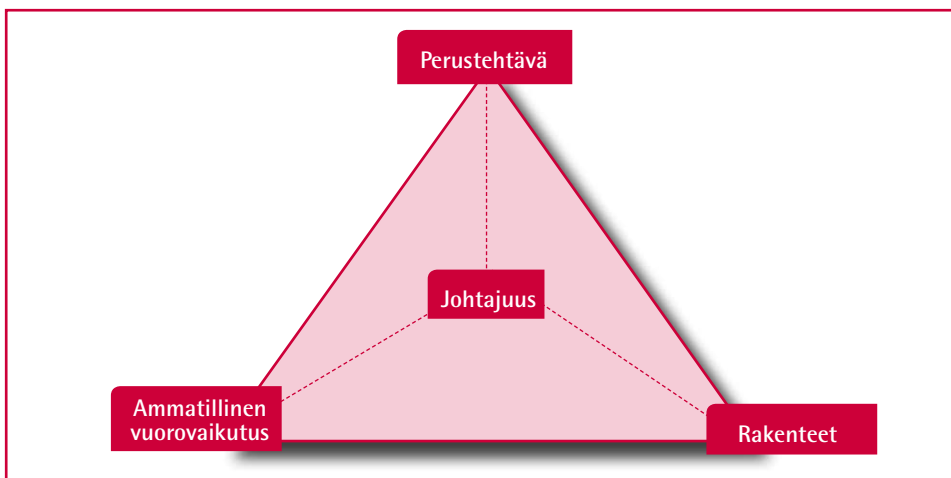 Perustehtävä
Johtajuus
Ammatillinen
vuorovaikutus
Rakenteet